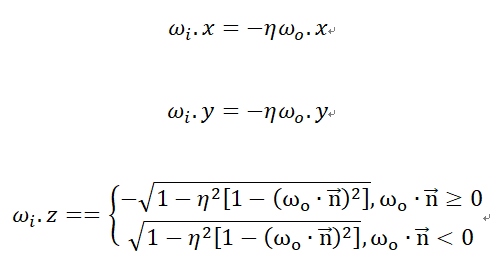 ωᵢ.x = −ηωₒ.x↵
ωᵢ.y = −ηωₒ.y↵
ωᵢ.z == { −√(1 − η²[1 − (ωₒ · n⃗)²]), ωₒ · n⃗ ≥ 0
√(1 − η²[1 − (ωₒ · n⃗)²]), ωₒ · n⃗ < 0 ↵